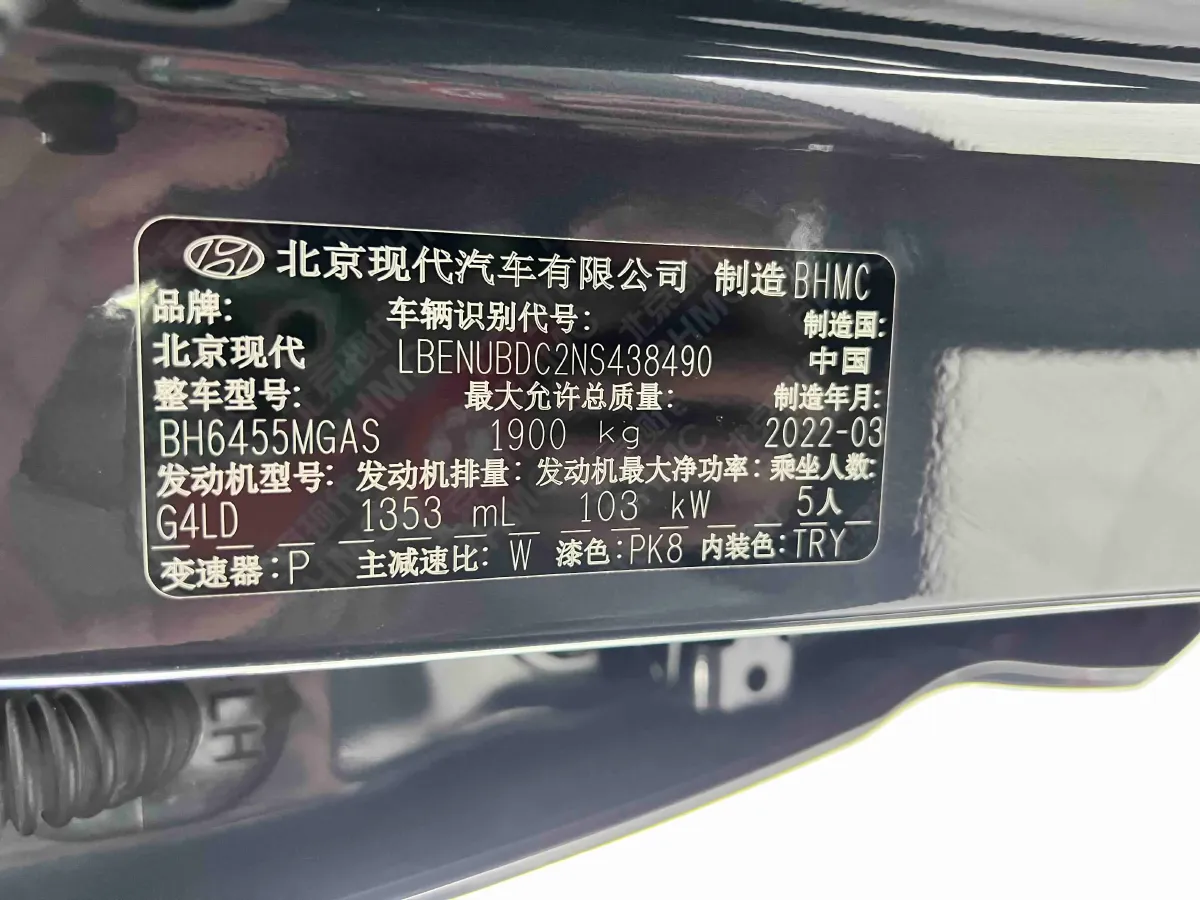 北京现代汽车有限公司 制造 BHMC
品牌: 车辆识别代号: 制造国:
北京现代 LBENUBDC2NS438490 中国
整车型号: 最大允许总质量: 制造年月:
BH6455MGAS 1900 kg 2022-03
发动机型号: 发动机排量: 发动机最大净功率: 乘坐人数:
G4LD 1353 mL 103 kW 5人
变速器:P 主减速比: W 漆色:PK8 内装色:TRY
LH